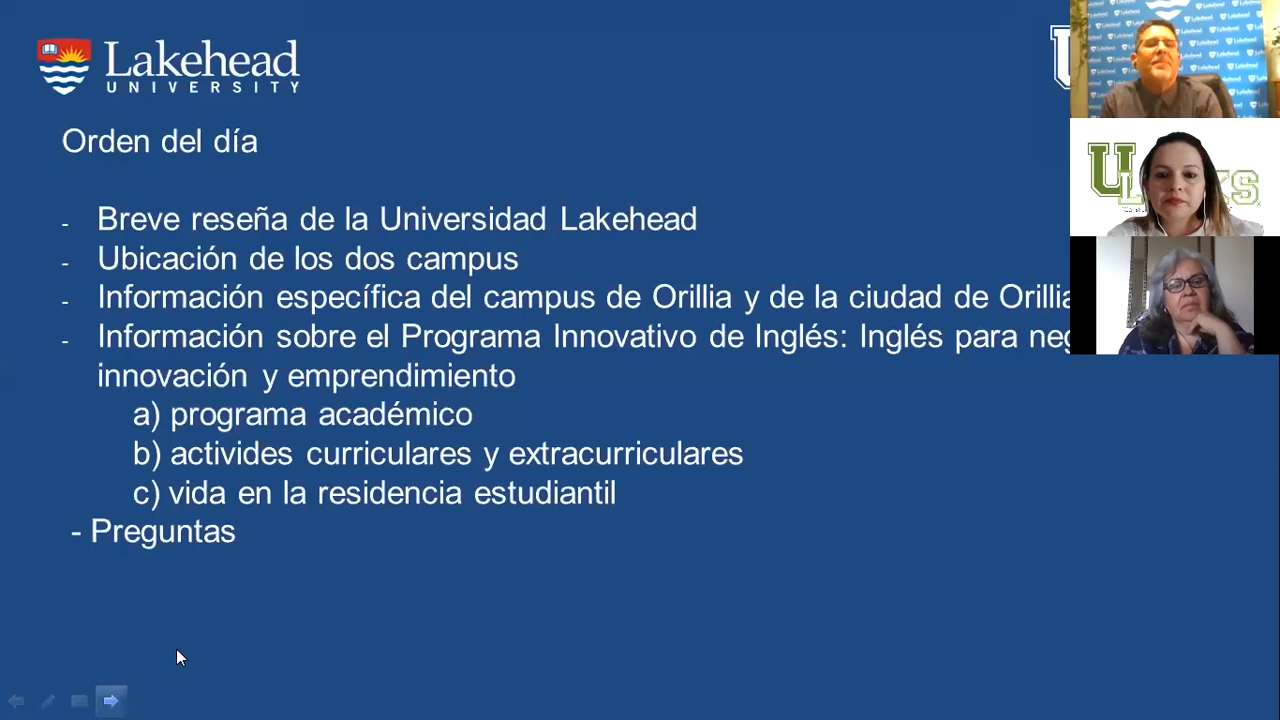 Lakehead
UNIVERSITY
Orden del día
- Breve reseña de la Universidad Lakehead
- Ubicación de los dos campus
- Información específica del campus de Orillia y de la ciudad de Orillia
- Información sobre el Programa Innovativo de Inglés: Inglés para neg
innovación y emprendimiento
a) programa académico
b) activides curriculares y extracurriculares
c) vida en la residencia estudiantil
- Preguntas